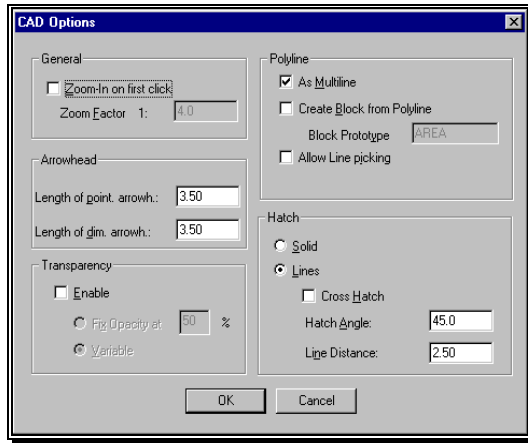 CAD Options
General
Zoom-In on first click
Zoom Factor 1: 4.0
Arrowhead
Length of point. arrowh.: 3.50
Length of dim. arrowh.: 3.50
Transparency
Enable
Fix Opacity at 50 %
Variable
Polyline
As Multiline
Create Block from Polyline
Block Prototype AREA
Allow Line picking
Hatch
Solid
Lines
Cross Hatch
Hatch Angle: 45.0
Line Distance: 2.50
OK Cancel